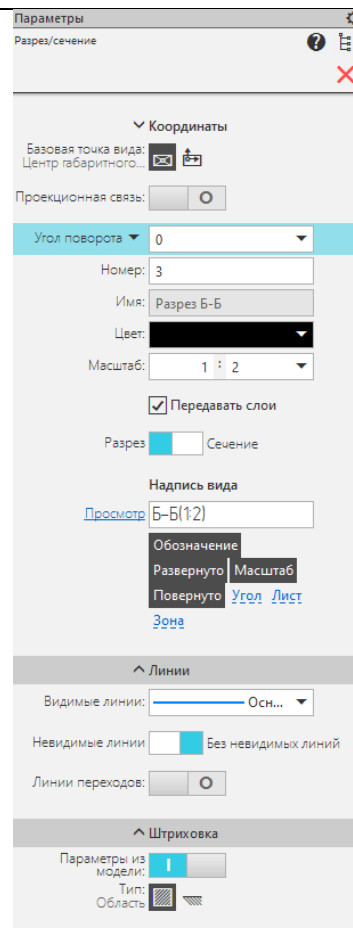 Параметры
Разрез/сечение
Координаты
Базовая точка вида:
Центр габаритного...
Проекционная связь:
Угол поворота 0
Номер: 3
Имя: Разрез Б-Б
Цвет:
Масштаб: 1 : 2
Передавать слои
Разрез Сечение
Надпись вида
Просмотр Б–Б(1:2)
Обозначение
Развернуто Масштаб
Повернуто Угол Лист
Зона
Линии
Видимые линии: Осн...
Невидимые линии Без невидимых линий
Линии переходов:
Штриховка
Параметры из
модели:
Тип:
Область